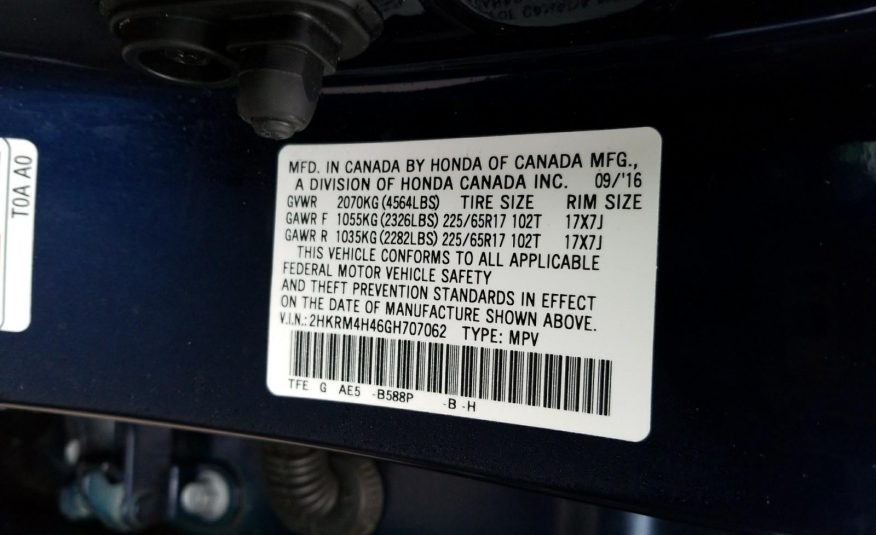 T0A A0
MFD. IN CANADA BY HONDA OF CANADA MFG.,
A DIVISION OF HONDA CANADA INC. 09/'16
GVWR 2070KG (4564LBS) TIRE SIZE RIM SIZE
GAWR F 1055KG (2326LBS) 225/65R17 102T 17X7J
GAWR R 1035KG (2282LBS) 225/65R17 102T 17X7J
THIS VEHICLE CONFORMS TO ALL APPLICABLE
FEDERAL MOTOR VEHICLE SAFETY
AND THEFT PREVENTION STANDARDS IN EFFECT
ON THE DATE OF MANUFACTURE SHOWN ABOVE.
V.I.N.: 2HKRM4H46GH707062 TYPE: MPV
TFE G AE5 -B588P -B -H